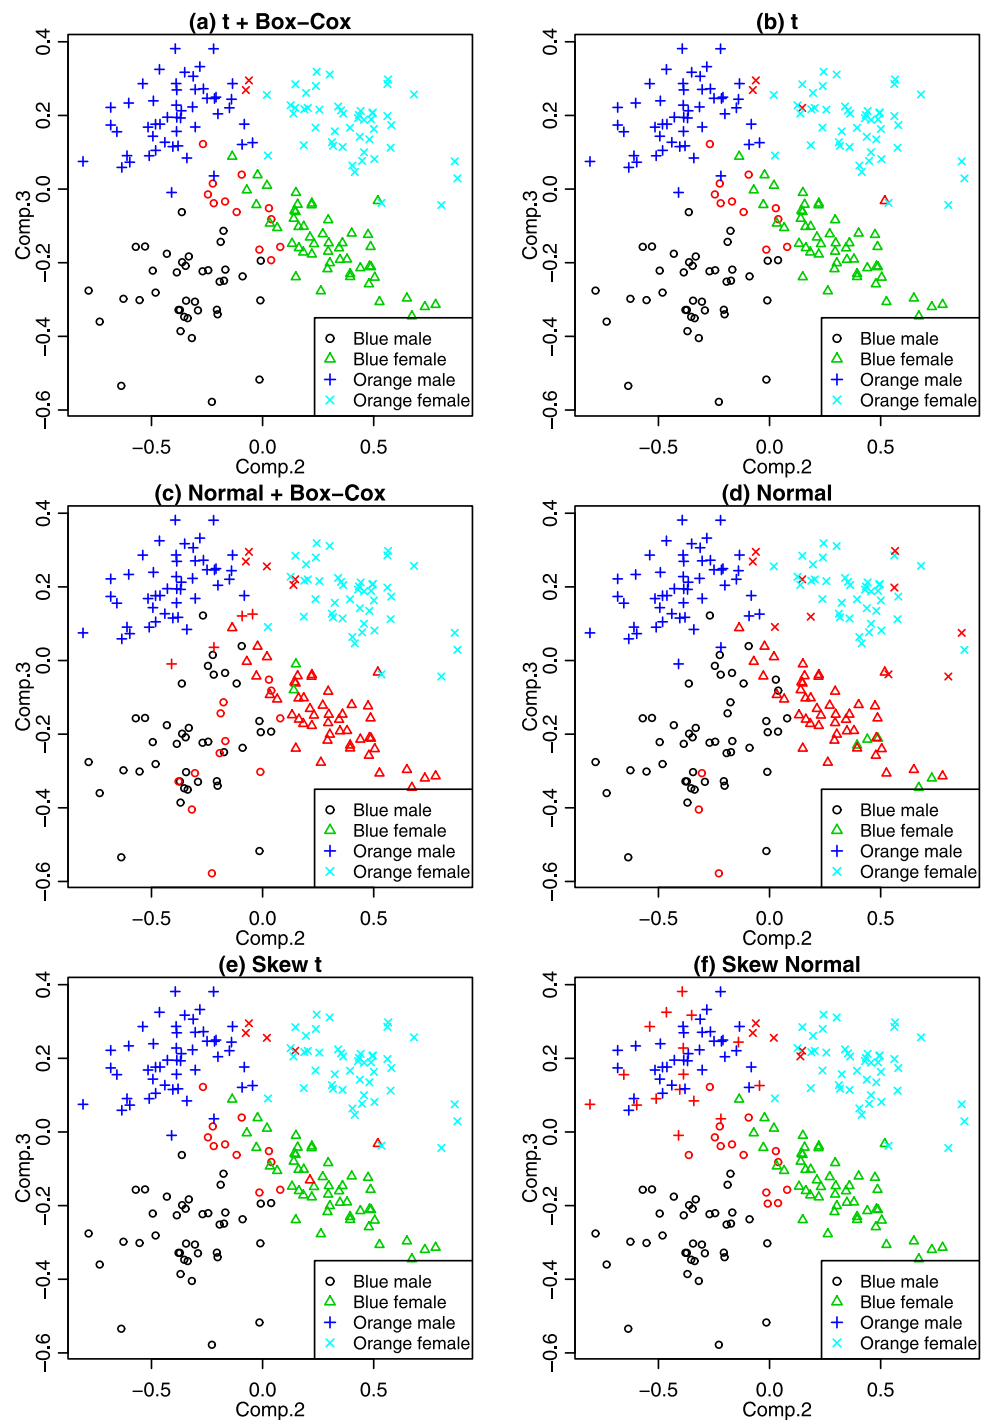 (a) t + Box−Cox
Comp.3
0.4
0.2
0.0
−0.2
−0.4
−0.6
Blue male
Blue female
Orange male
Orange female
−0.5 0.0 0.5
Comp.2
(b) t
Comp.3
0.4
0.2
0.0
−0.2
−0.4
−0.6
Blue male
Blue female
Orange male
Orange female
−0.5 0.0 0.5
Comp.2
(c) Normal + Box−Cox
Comp.3
0.4
0.2
0.0
−0.2
−0.4
−0.6
Blue male
Blue female
Orange male
Orange female
−0.5 0.0 0.5
Comp.2
(d) Normal
Comp.3
0.4
0.2
0.0
−0.2
−0.4
−0.6
Blue male
Blue female
Orange male
Orange female
−0.5 0.0 0.5
Comp.2
(e) Skew t
Comp.3
0.4
0.2
0.0
−0.2
−0.4
−0.6
Blue male
Blue female
Orange male
Orange female
−0.5 0.0 0.5
Comp.2
(f) Skew Normal
Comp.3
0.4
0.2
0.0
−0.2
−0.4
−0.6
Blue male
Blue female
Orange male
Orange female
−0.5 0.0 0.5
Comp.2